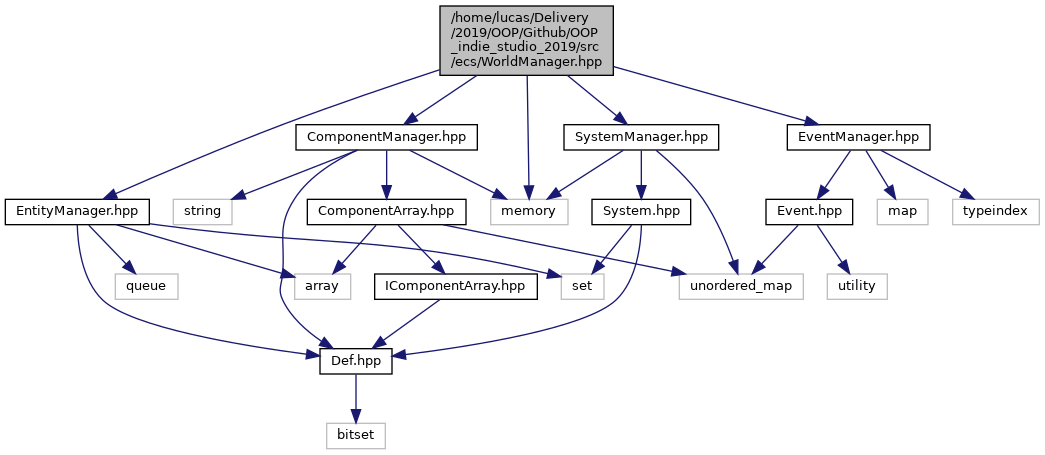 /home/lucas/Delivery
/2019/OOP/Github/OOP
_indie_studio_2019/src
/ecs/WorldManager.hpp
ComponentManager.hpp
SystemManager.hpp
EventManager.hpp
EntityManager.hpp
string
ComponentArray.hpp
memory
System.hpp
Event.hpp
map
typeindex
queue
array
IComponentArray.hpp
set
unordered_map
utility
Def.hpp
bitset